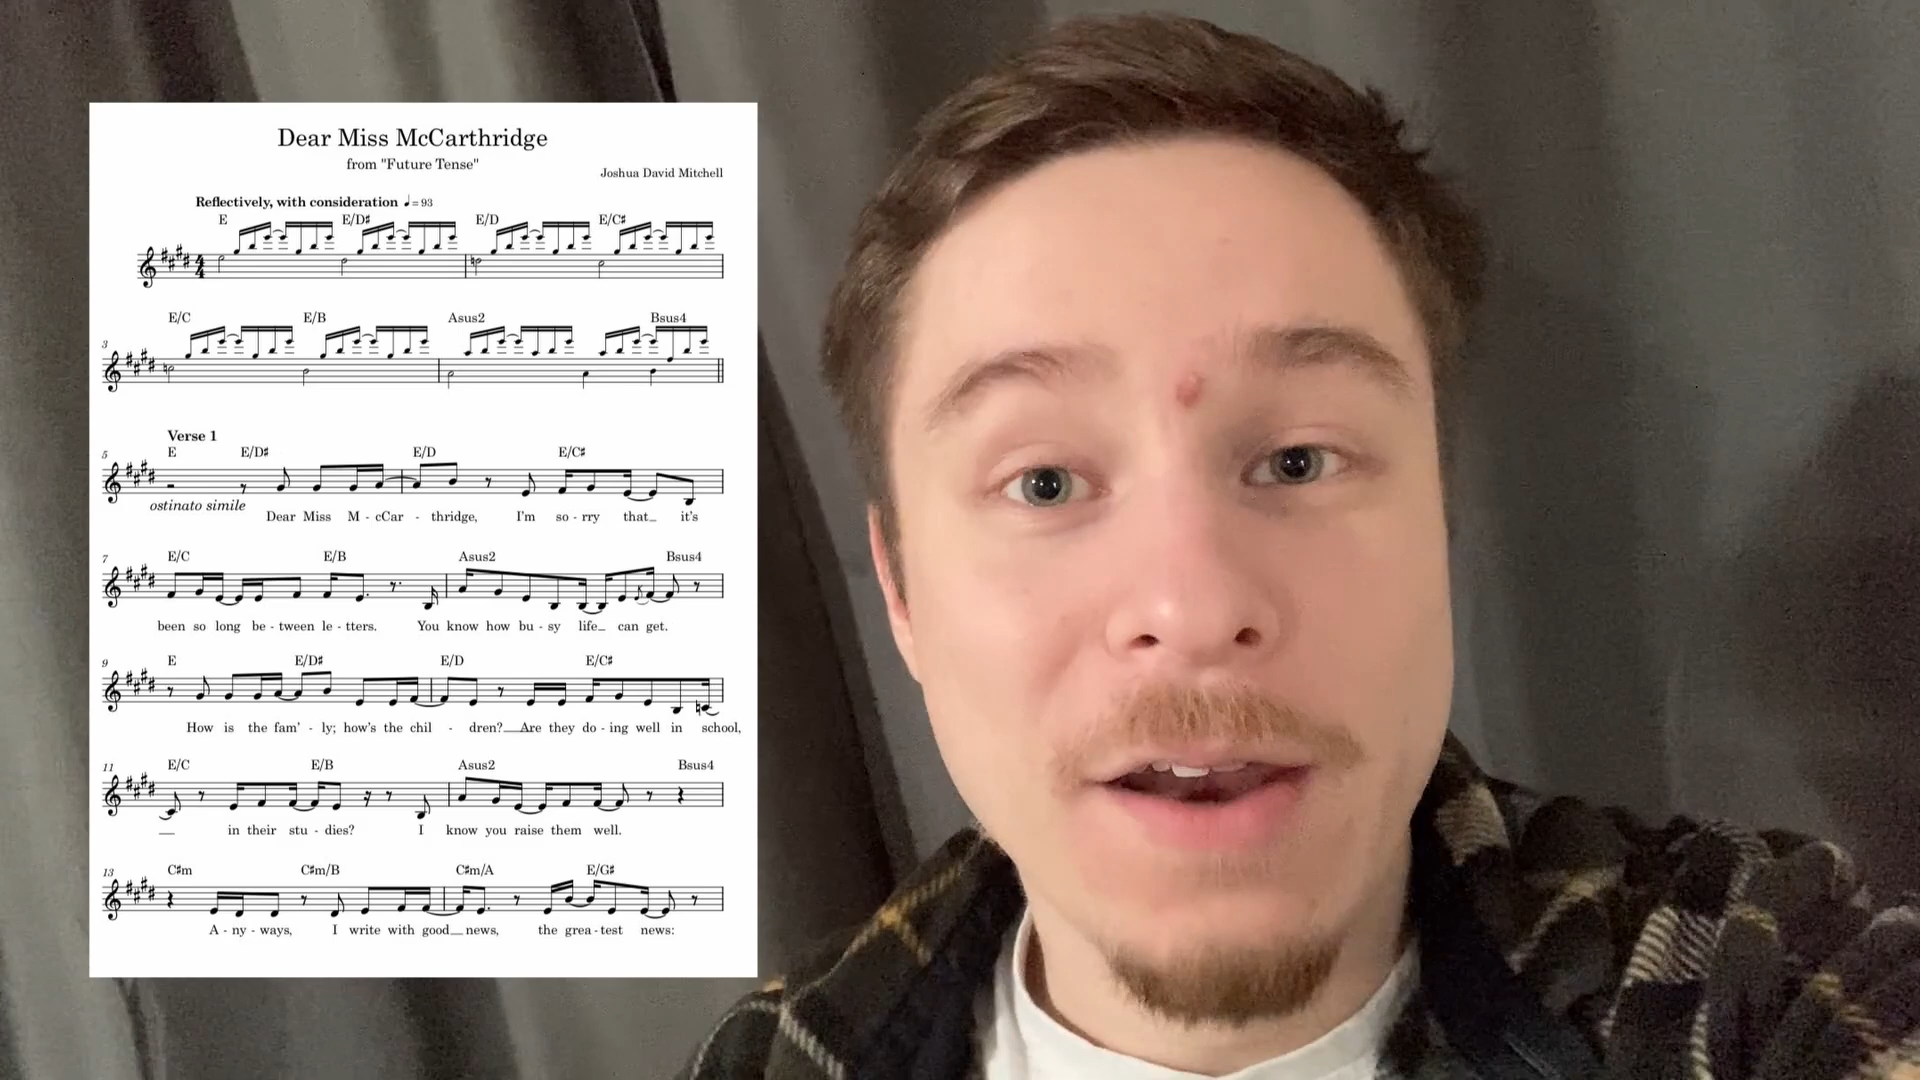 Dear Miss McCarthridge
from "Future Tense"
Joshua David Mitchell
Reflectively, with consideration ♩ = 93
E E/D♯ E/D E/C♯
4
4
3
E/C E/B Asus2 Bsus4
Verse 1
5
E E/D♯ E/D E/C♯
ostinato simile
Dear Miss M - cCar - thridge, I'm so - rry that_ it's
7
E/C E/B Asus2 Bsus4
been so long be - tween le - tters. You know how bu - sy life_ can get.
9
E E/D♯ E/D E/C♯
How is the fam' - ly; how's the chil - dren?__ Are they do - ing well in school,
11
E/C E/B Asus2 Bsus4
__ in their stu - dies? I know you raise them well.
13
C♯m C♯m/B C♯m/A E/G♯
A - ny - ways, I write with good_ news, the grea - test news: